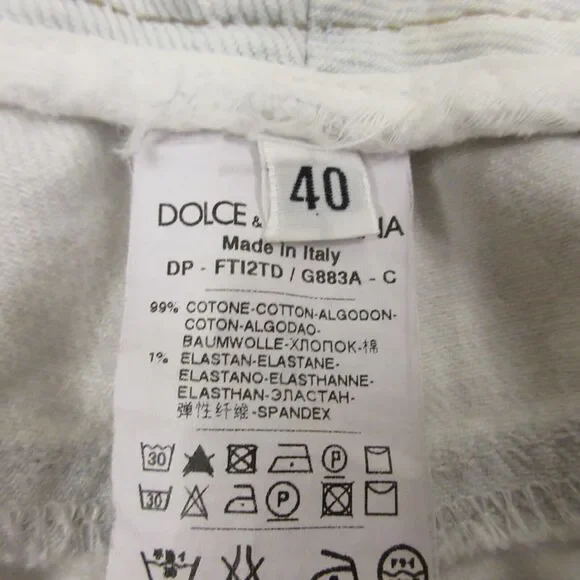 40
DOLCE & NA
Made in Italy
DP - FTI2TD / G883A - C
99% COTONE-COTTON-ALGODON-
COTON-ALGODAO-
BAUMWOLLE-ХЛОПОК-棉
1% ELASTAN-ELASTANE-
ELASTANO-ELASTHANNE-
ELASTHAN-ЭЛАСТАН-
弹性纤维-SPANDEX
30 P
30 P